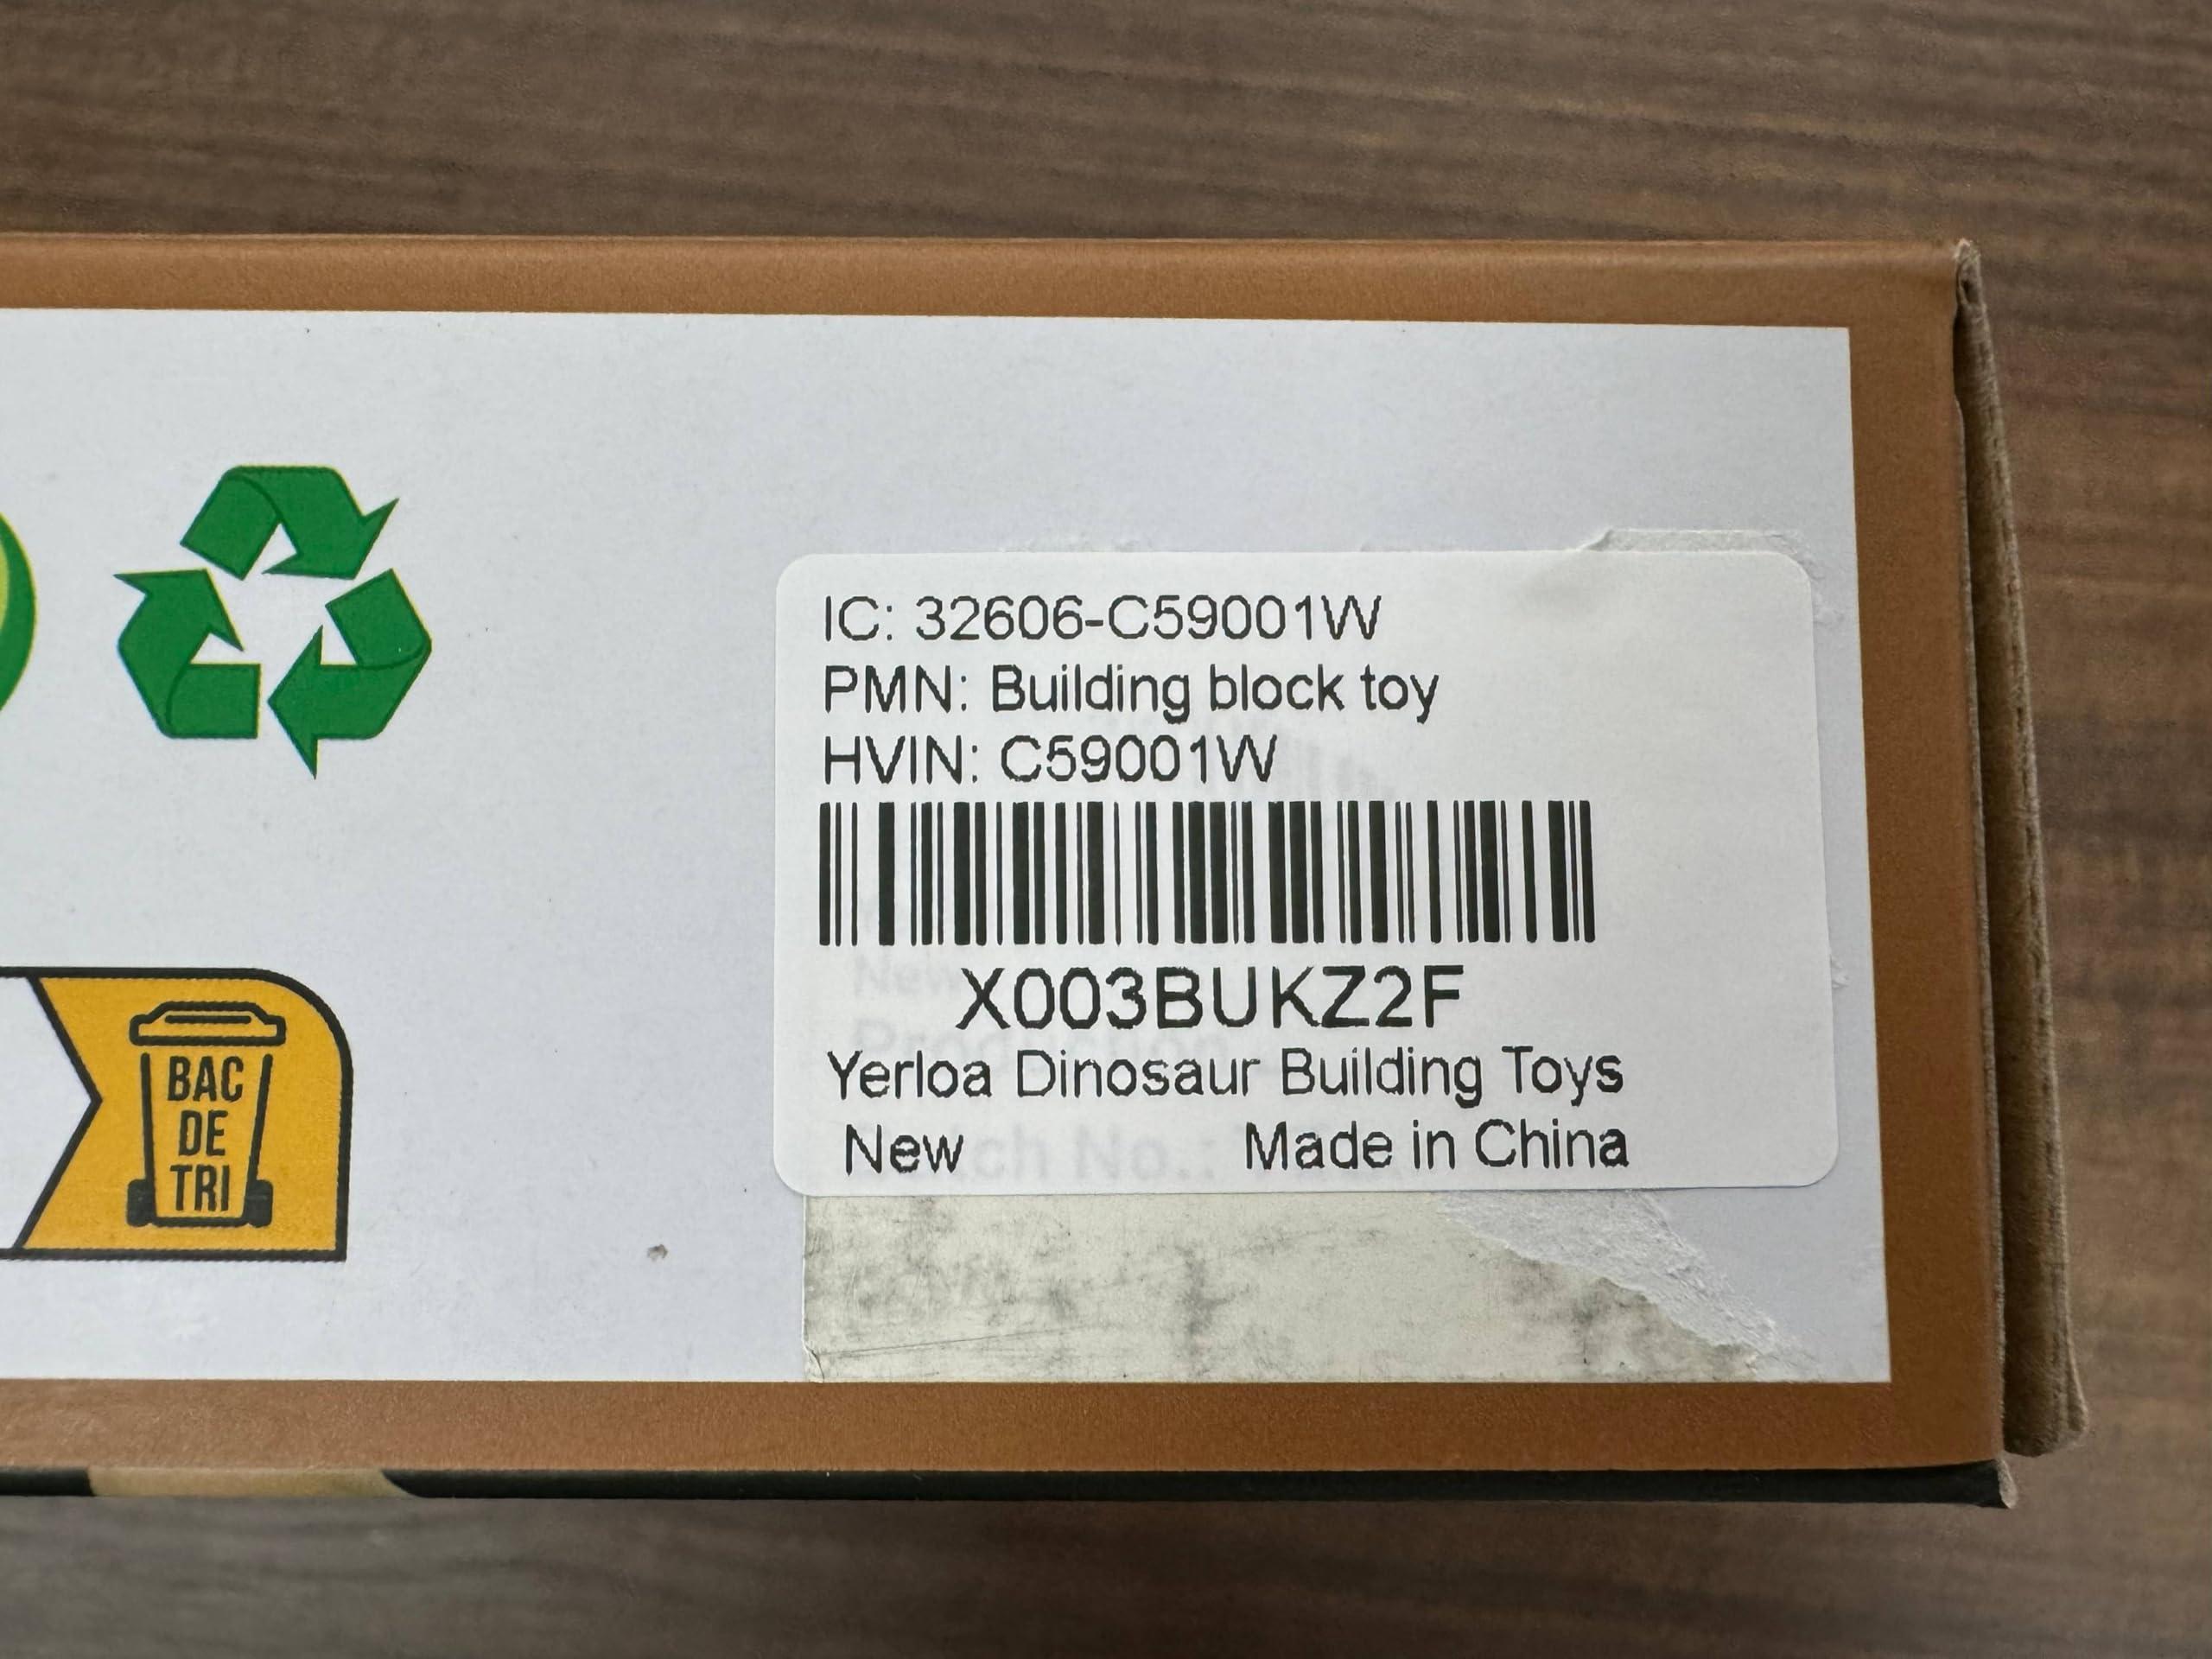 IC: 32606-C59001W
PMN: Building block toy
HVIN: C59001W
X003BUKZ2F
Yerloa Dinosaur Building Toys
New Made in China
BAC
DE
TRI